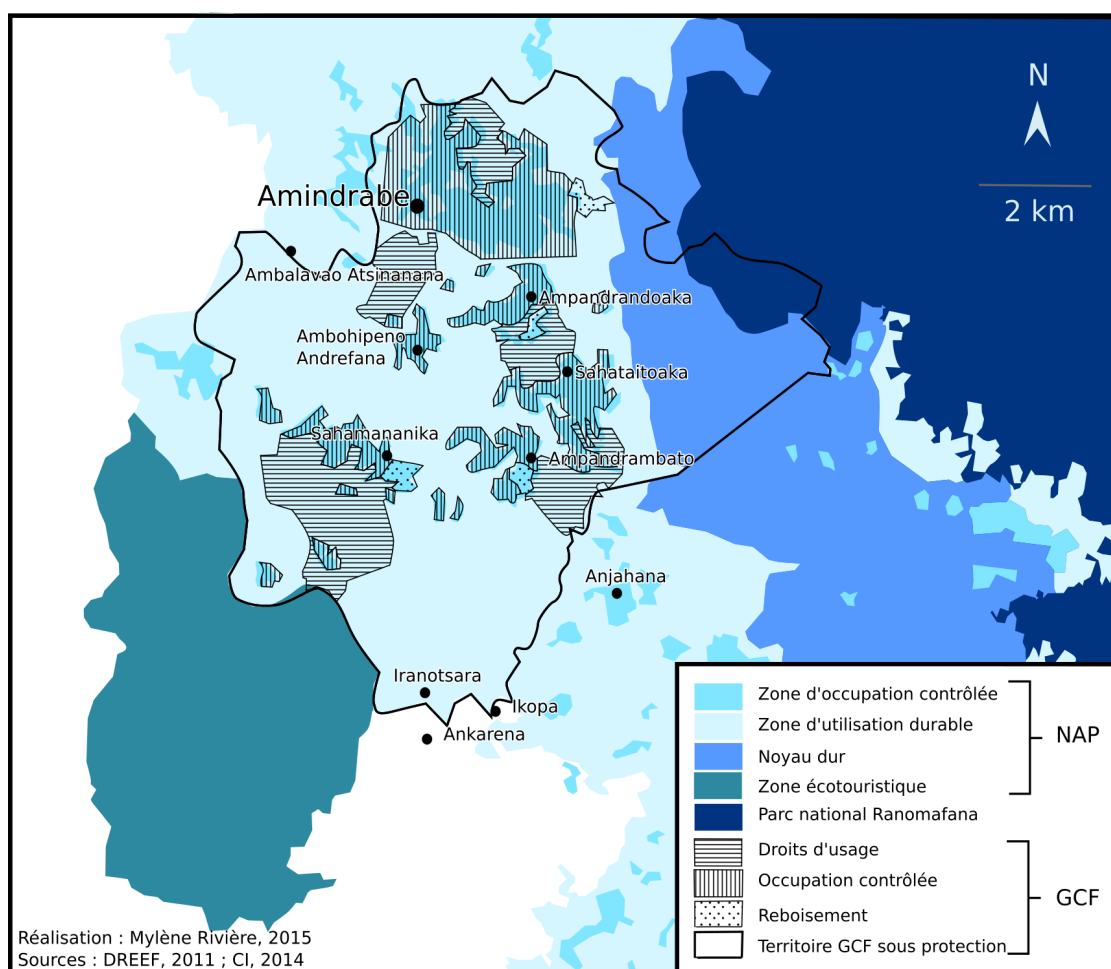 N
2 km
Amindrabe
Ambalavao Atsinanana
Ampandrandoaka
Ambohipeno
Andrefana
Sahataitoaka
Sahamananika
Ampandrambato
Anjahana
Iranotsara
Ikopa
Ankarena
Zone d'occupation contrôlée
Zone d'utilisation durable
NAP
Noyau dur
Zone écotouristique
Parc national Ranomafana
Droits d'usage
Occupation contrôlée
GCF
Reboisement
Territoire GCF sous protection
Réalisation : Mylène Rivière, 2015
Sources : DREEF, 2011 ; CI, 2014